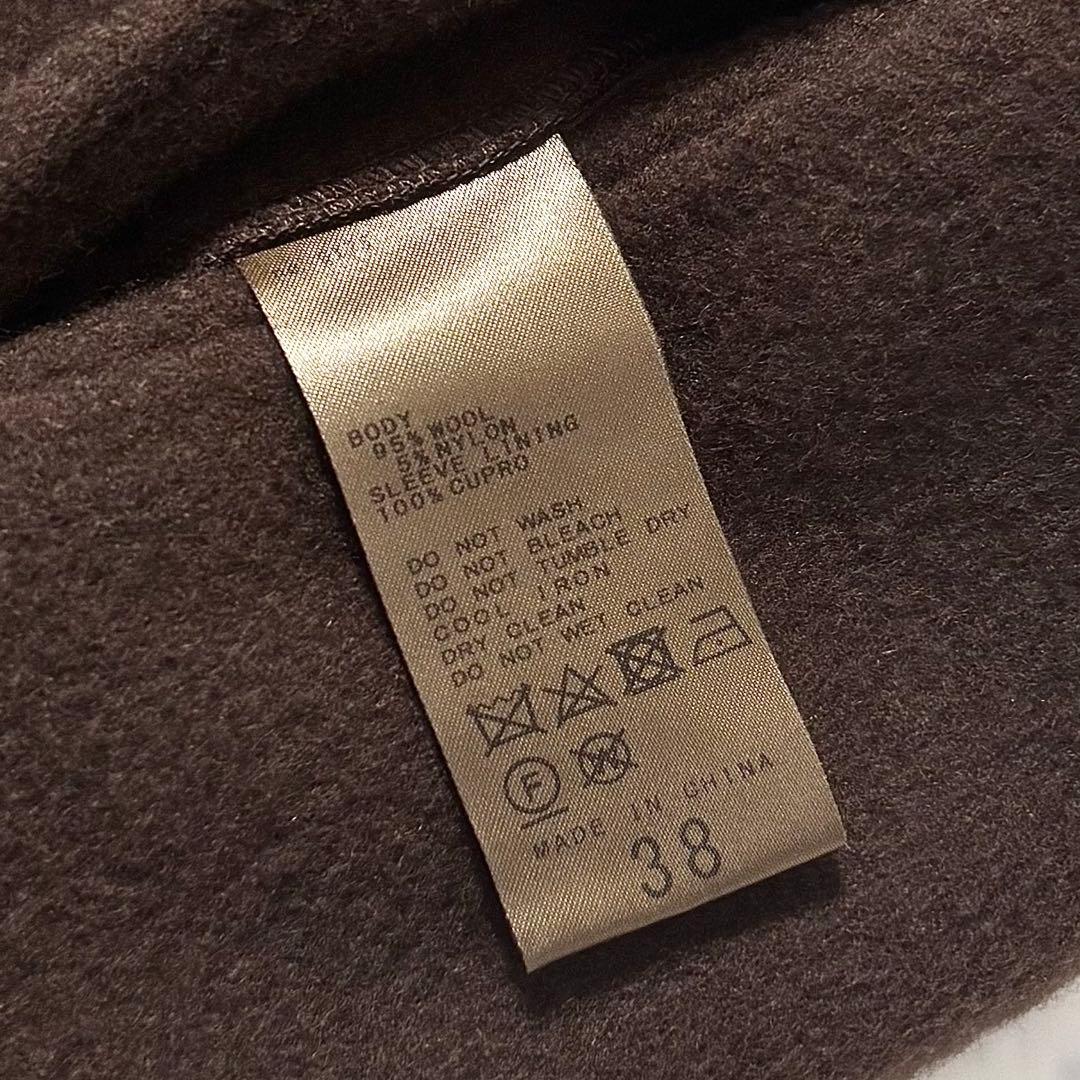 BODY
95% WOOL
5% NYLON
SLEEVE LINING
100% CUPRO
DO NOT WASH
DO NOT BLEACH
DO NOT TUMBLE DRY
COOL IRON
DRY CLEAN
DO NOT WET CLEAN
F W
MADE IN CHINA
38